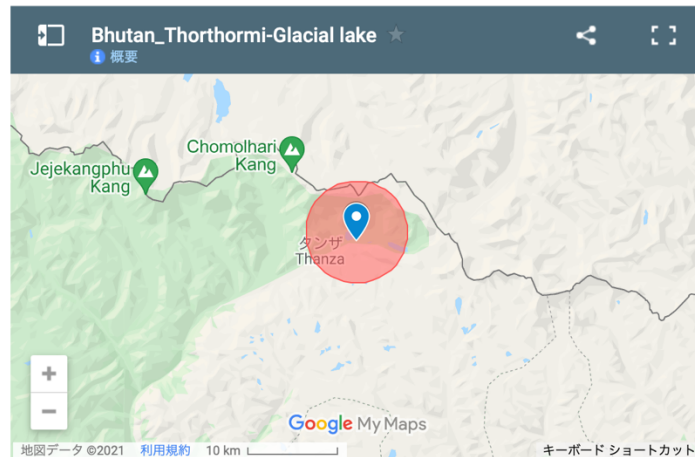 Bhutan_Thorthormi-Glacial lake
概要
Chomolhari
Kang
Jejekangphu
Kang
タンザ
Thanza
Google My Maps
地図データ ©2021 利用規約 10 km キーボード ショートカット